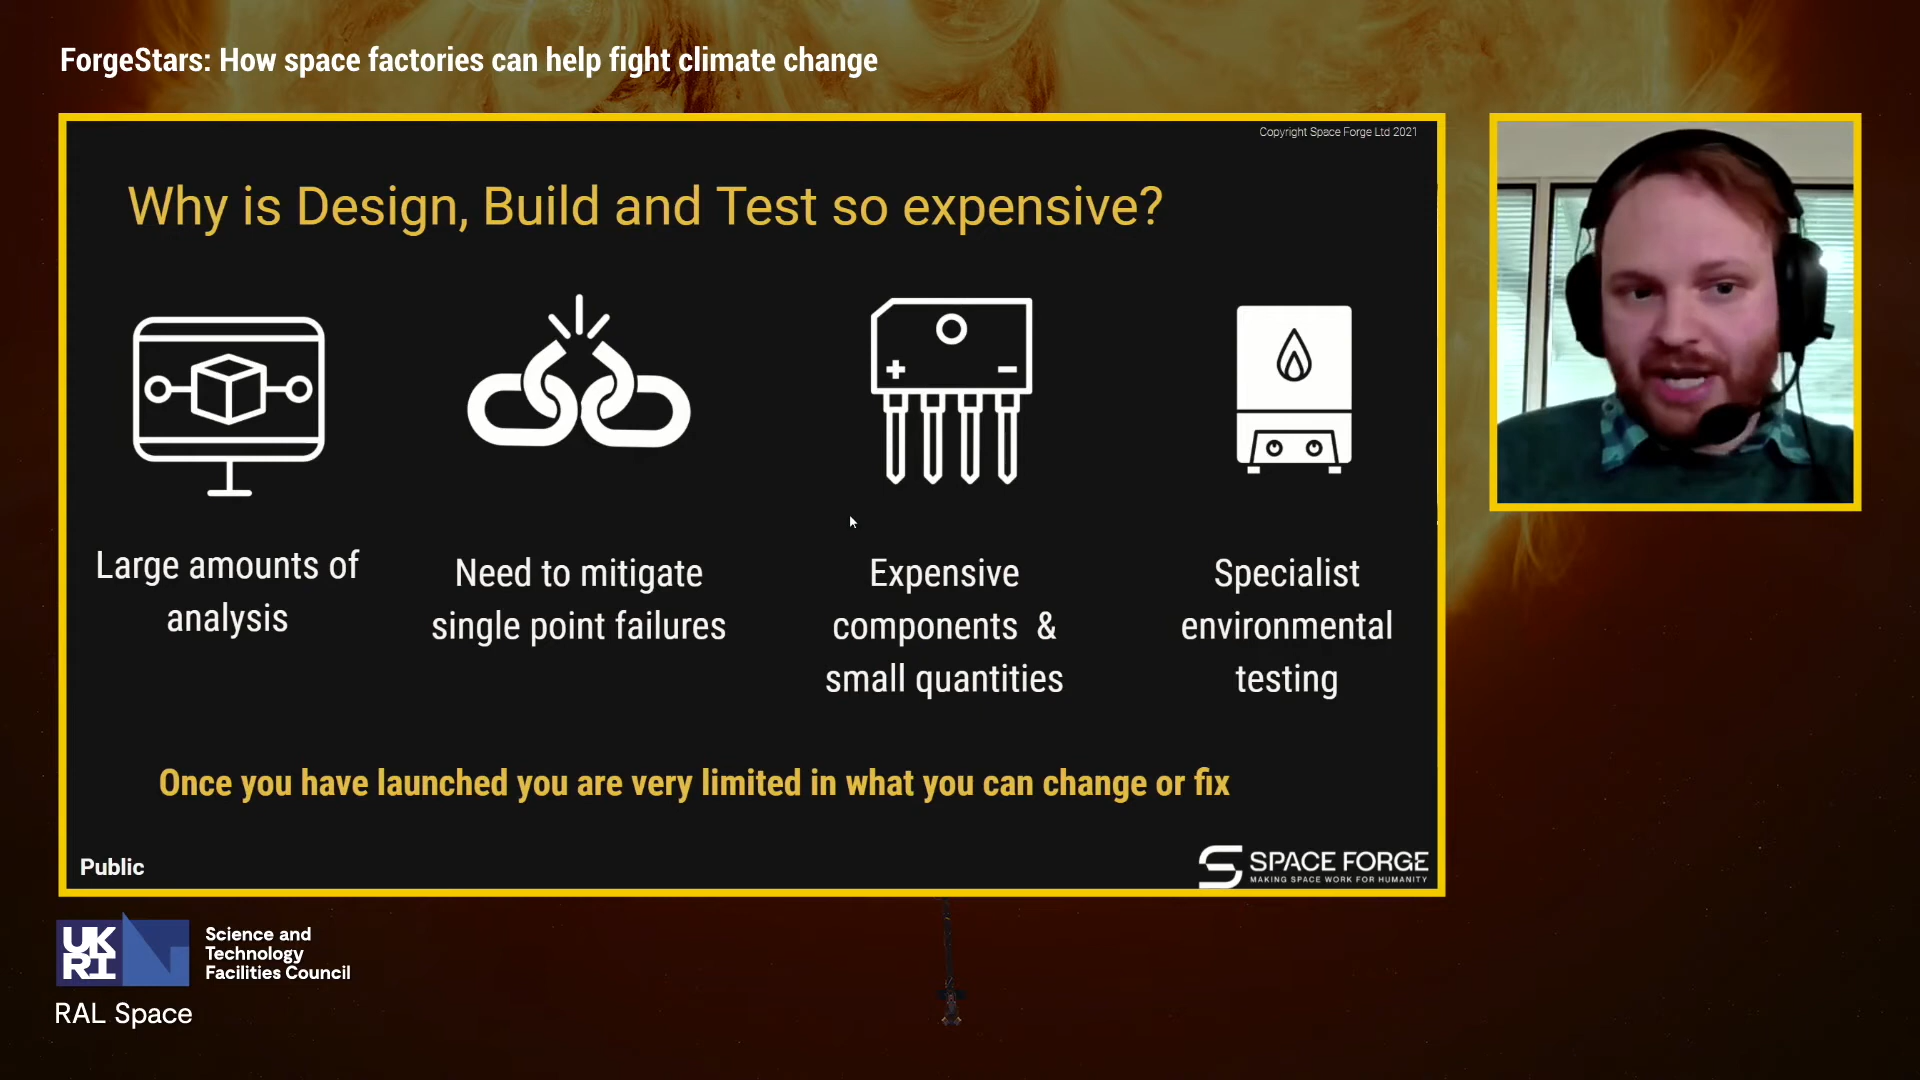 ForgeStars: How space factories can help fight climate change
Copyright Space Forge Ltd 2021
Why is Design, Build and Test so expensive?
Large amounts of
analysis
Need to mitigate
single point failures
Expensive
components &
small quantities
Specialist
environmental
testing
Once you have launched you are very limited in what you can change or fix
Public
SPACE FORGE
MAKING SPACE WORK FOR HUMANITY
UK
RI
Science and
Technology
Facilities Council
RAL Space